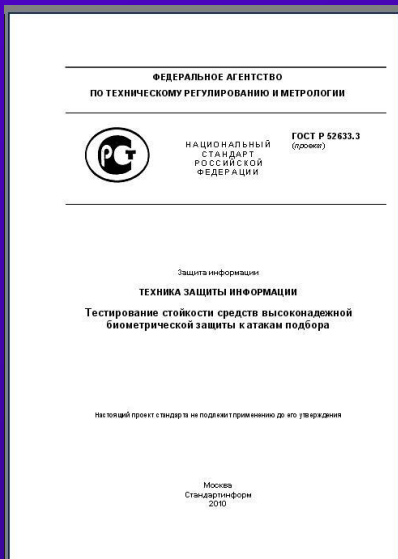 ФЕДЕРАЛЬНОЕ АГЕНТСТВО
ПО ТЕХНИЧЕСКОМУ РЕГУЛИРОВАНИЮ И МЕТРОЛОГИИ
РСТ
НАЦИОНАЛЬНЫЙ
СТАНДАРТ
РОССИЙСКОЙ
ФЕДЕРАЦИИ
ГОСТ Р 52633.3
(проект)
Защита информации
ТЕХНИКА ЗАЩИТЫ ИНФОРМАЦИИ
Тестирование стойкости средств высоконадежной
биометрической защиты к атакам подбора
Настоящий проект стандарта не подлежит применению до его утверждения
Москва
Стандартинформ
2010